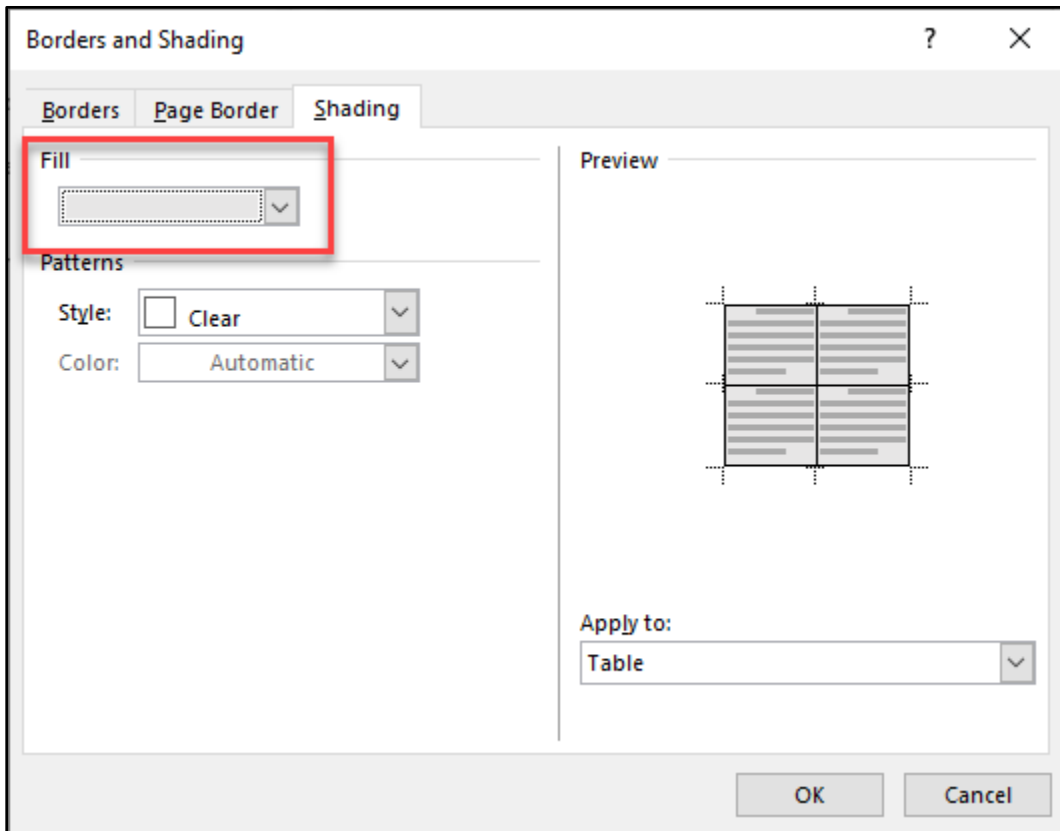 Borders and Shading ?
Borders Page Border Shading
Fill
Patterns
Style: Clear
Color: Automatic
Preview
Apply to:
Table
OK Cancel